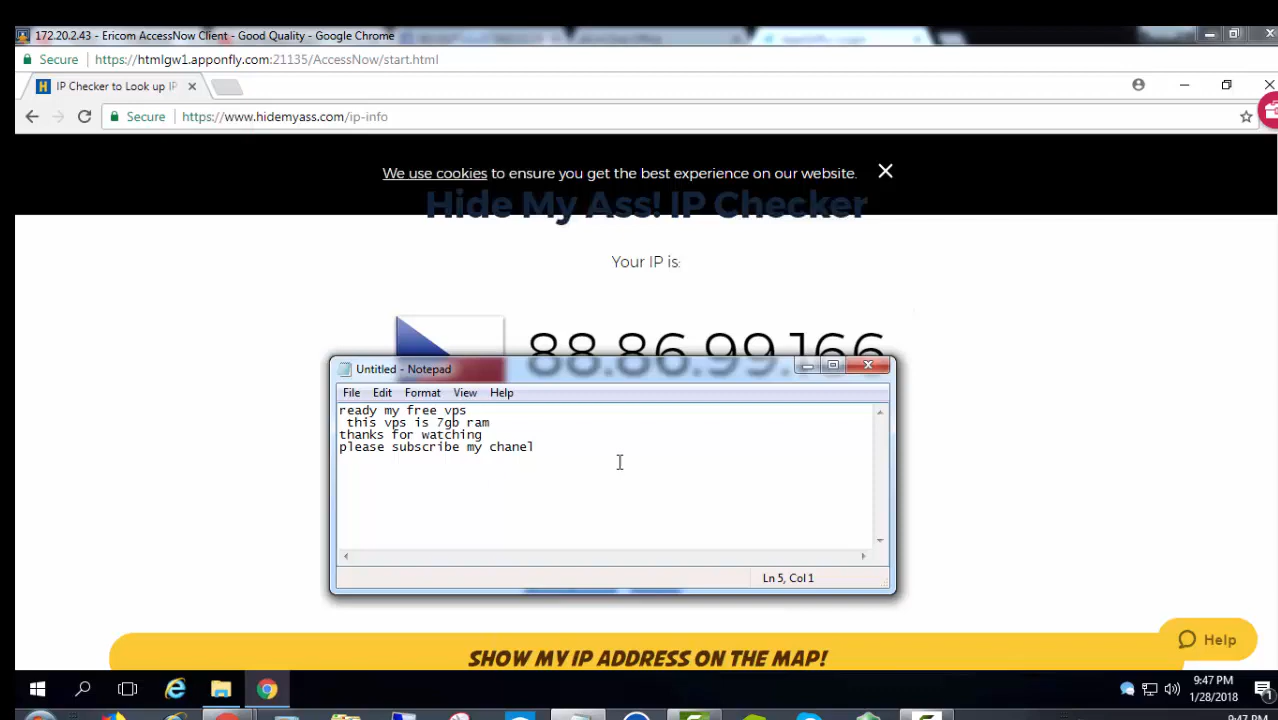 172.20.2.43 - Ericom AccessNow Client - Good Quality - Google Chrome
Secure https://htmlgw1.apponfly.com:21135/AccessNow/start.html
IP Checker to Look up IP
Secure https://www.hidemyass.com/ip-info
We use cookies to ensure you get the best experience on our website.
Hide My Ass! IP Checker
Your IP is:
88.86.99.166
Untitled - Notepad
File Edit Format View Help
ready my free vps
this vps is 7gb ram
thanks for watching
please subscribe my chanel
Ln 5, Col 1
Help
SHOW MY IP ADDRESS ON THE MAP!
9:47 PM
1/28/2018
1
9:47 PM